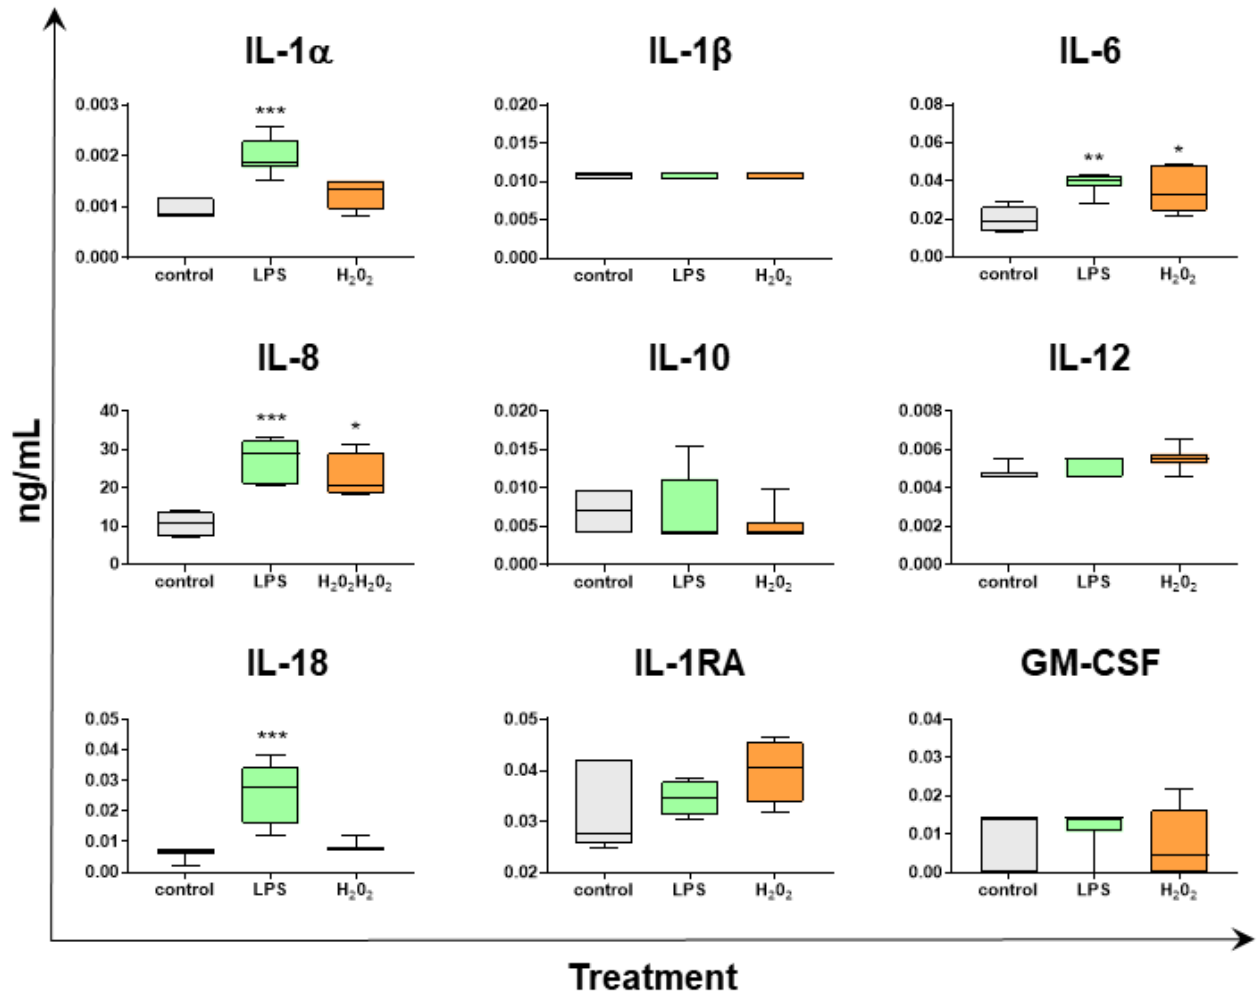 IL-1α
0.003
0.002
0.001
0.000
***
control LPS H₂0₂
IL-1β
0.020
0.015
0.010
0.005
0.000
control LPS H₂0₂
IL-6
0.08
0.06
0.04
0.02
0.00
**
*
control LPS H₂0₂
IL-8
40
30
20
10
0
***
*
control LPS H₂0₂H₂0₂
IL-10
0.020
0.015
0.010
0.005
0.000
control LPS H₂0₂
IL-12
0.008
0.006
0.004
0.002
0.000
control LPS H₂0₂
IL-18
0.05
0.04
0.03
0.02
0.01
0.00
***
control LPS H₂0₂
IL-1RA
0.05
0.04
0.03
0.02
control LPS H₂0₂
GM-CSF
0.04
0.03
0.02
0.01
0.00
control LPS H₂0₂
ng/mL
Treatment